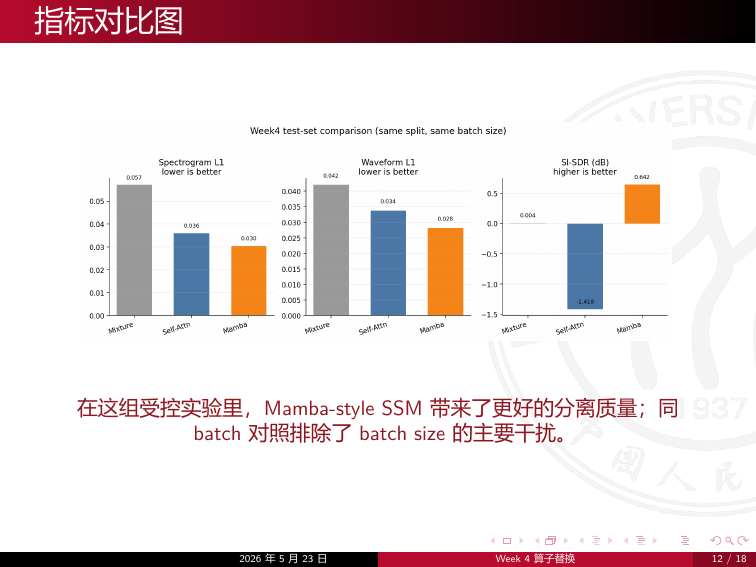 指标对比图
Week4 test-set comparison (same split, same batch size)
Spectrogram L1
lower is better
0.057
0.036
0.030
0.05
0.04
0.03
0.02
0.01
0.00
Mixture
Self-Attn
Mamba
Waveform L1
lower is better
0.042
0.034
0.028
0.040
0.035
0.030
0.025
0.020
0.015
0.010
0.005
0.000
Mixture
Self-Attn
Mamba
SI-SDR (dB)
higher is better
0.642
0.004
-1.418
0.5
0.0
−0.5
−1.0
−1.5
Mixture
Self-Attn
Mamba
在这组受控实验里，Mamba-style SSM 带来了更好的分离质量；同
batch 对照排除了 batch size 的主要干扰。
VERSI
1937
中国人民
2026 年 5 月 23 日
Week 4 算子替换
12 / 18